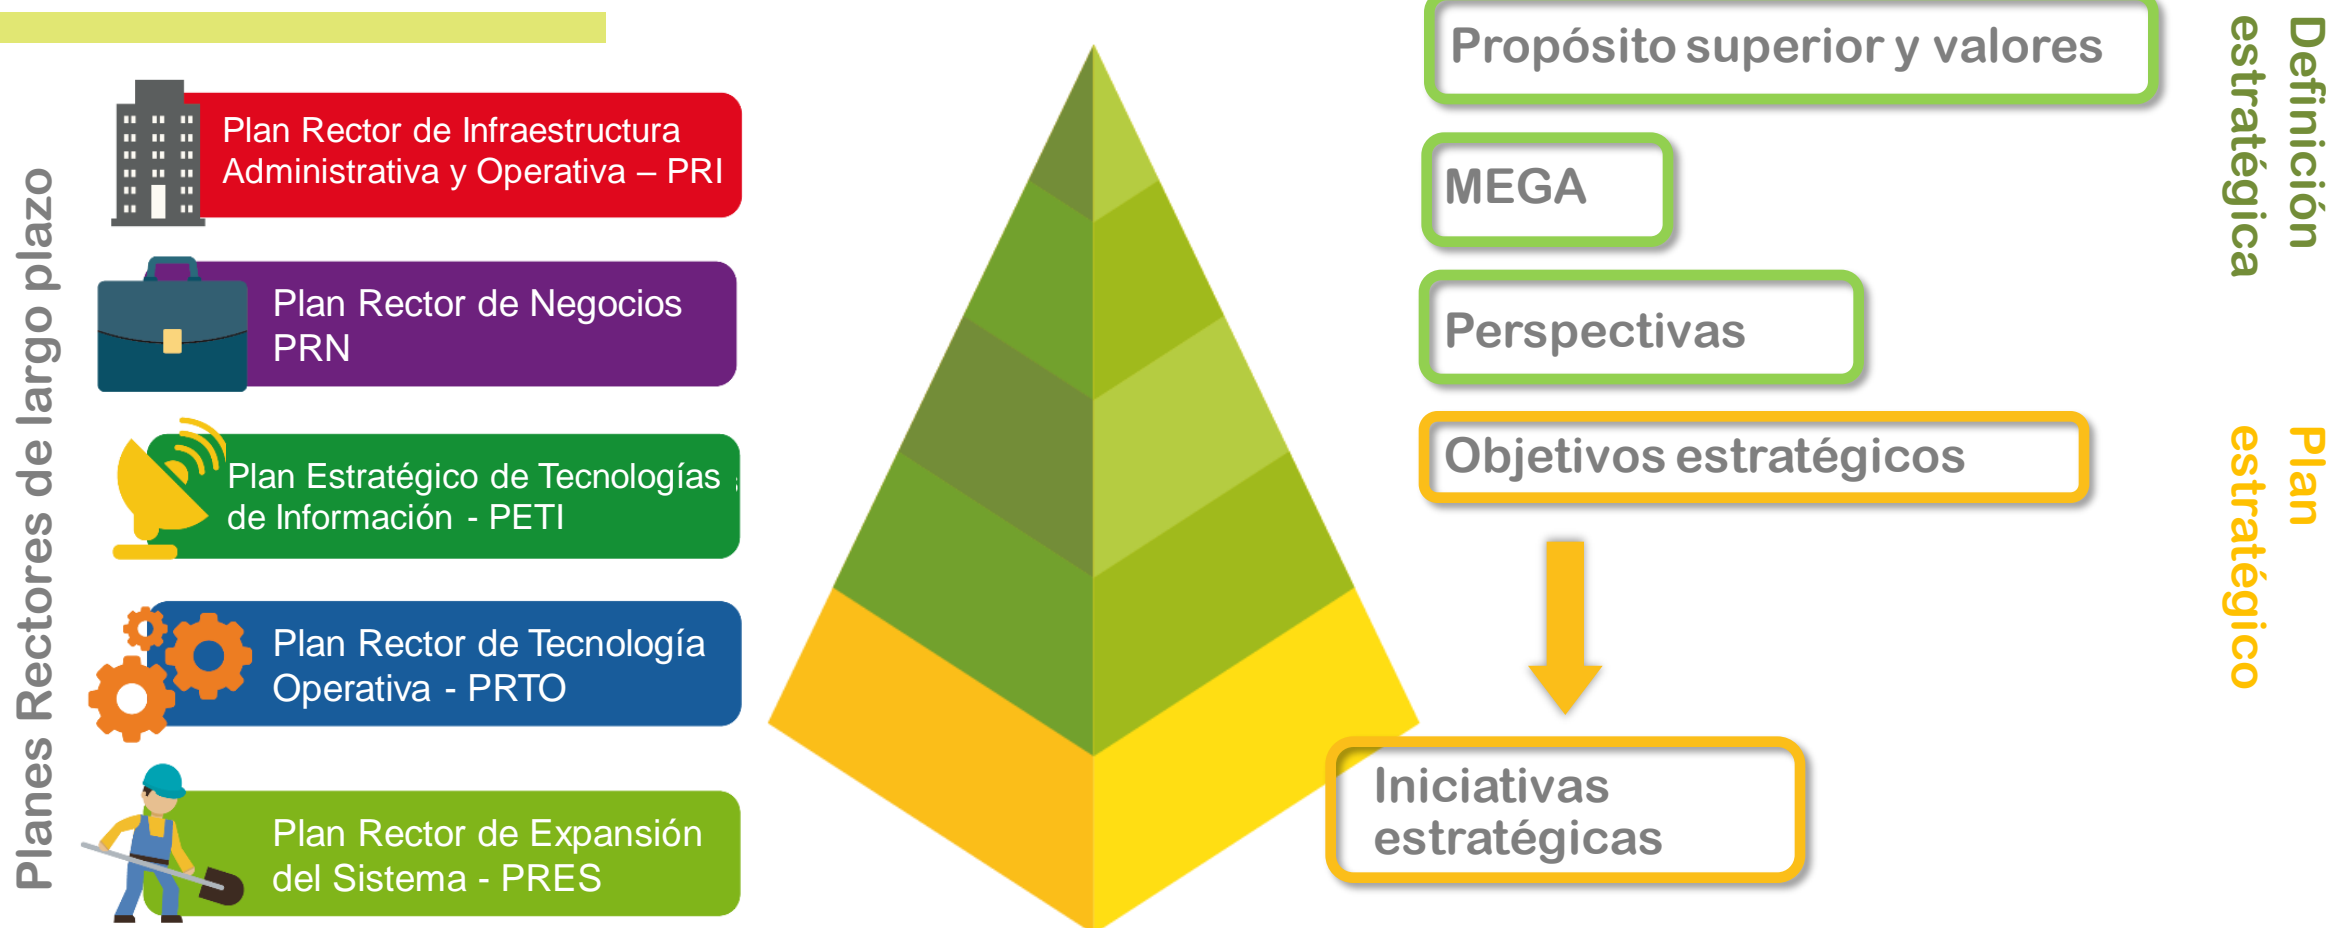 Planes Rectores de largo plazo
Plan Rector de Infraestructura
Administrativa y Operativa – PRI
Plan Rector de Negocios
PRN
Plan Estratégico de Tecnologías
de Información - PETI
Plan Rector de Tecnología
Operativa - PRTO
Plan Rector de Expansión
del Sistema - PRES
Propósito superior y valores
MEGA
Perspectivas
Objetivos estratégicos
Iniciativas
estratégicas
Definición
estratégica
Plan
estratégico